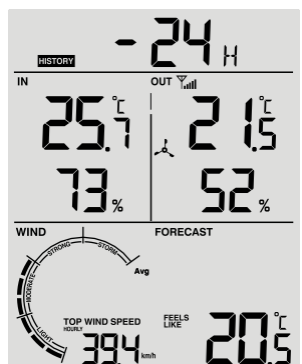 HISTORY -24H
IN OUT
25.7°C 21.5°C
73% 52%
WIND FORECAST
LIGHT MODERATE STRONG STORM
Avg
TOP WIND SPEED FEELS
HOURLY LIKE
39.4 km/h 20.5°C